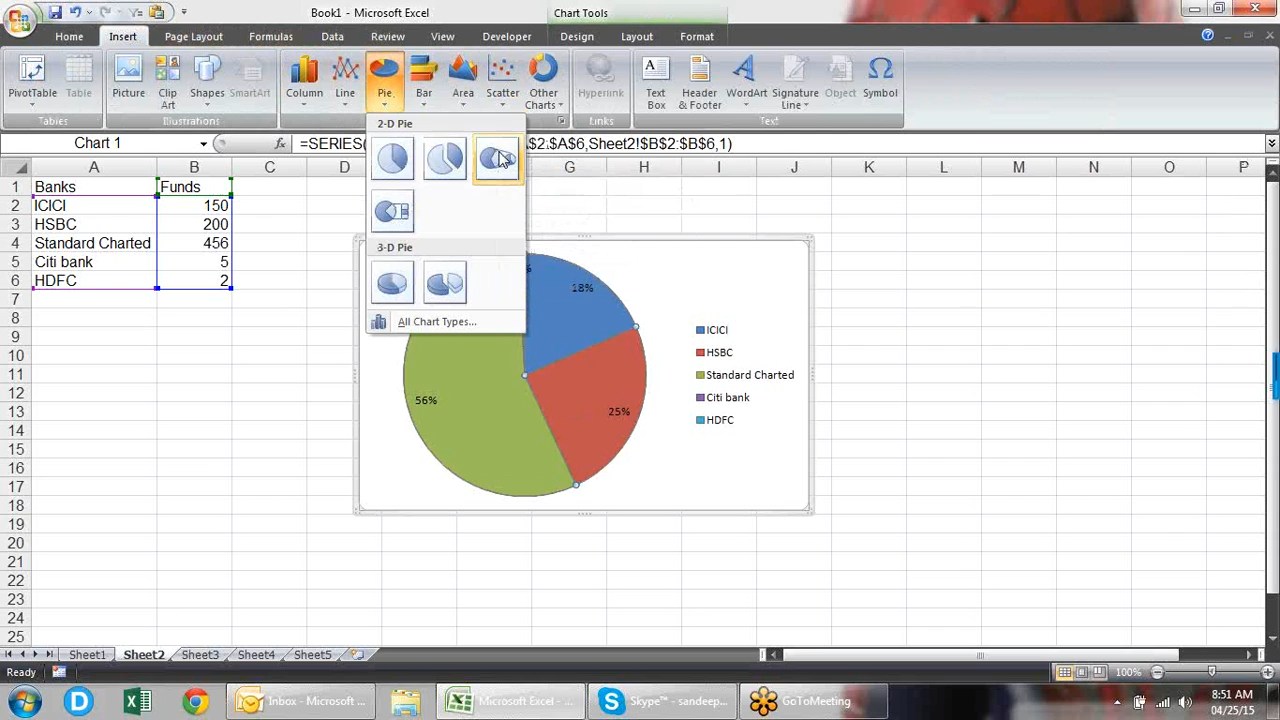 Book1 - Microsoft Excel
Chart Tools
Home Insert Page Layout Formulas Data Review View Developer Design Layout Format
PivotTable Table Picture Clip Art Shapes SmartArt Column Line Pie Bar Area Scatter Other Charts Hyperlink Text Box Header & Footer WordArt Signature Line Object Symbol
Tables Illustrations Links Text
2-D Pie
3-D Pie
All Chart Types...
Chart 1 fx =SERIES( $2:$A$6,Sheet2!$B$2:$B$6,1)
A B C D G H I J K L M N O P
1 Banks Funds
2 ICICI 150
3 HSBC 200
4 Standard Charted 456
5 Citi bank 5
6 HDFC 2
7
8
9
10
11
12
13
14
15
16
17
18
19
20
21
22
23
24
25
18%
25%
56%
ICICI
HSBC
Standard Charted
Citi bank
HDFC
Sheet1 Sheet2 Sheet3 Sheet4 Sheet5
Ready 100%
D Inbox - Microsoft ... Microsoft Excel - ... Skype™ - sandeep... GoToMeeting
8:51 AM
04/25/15